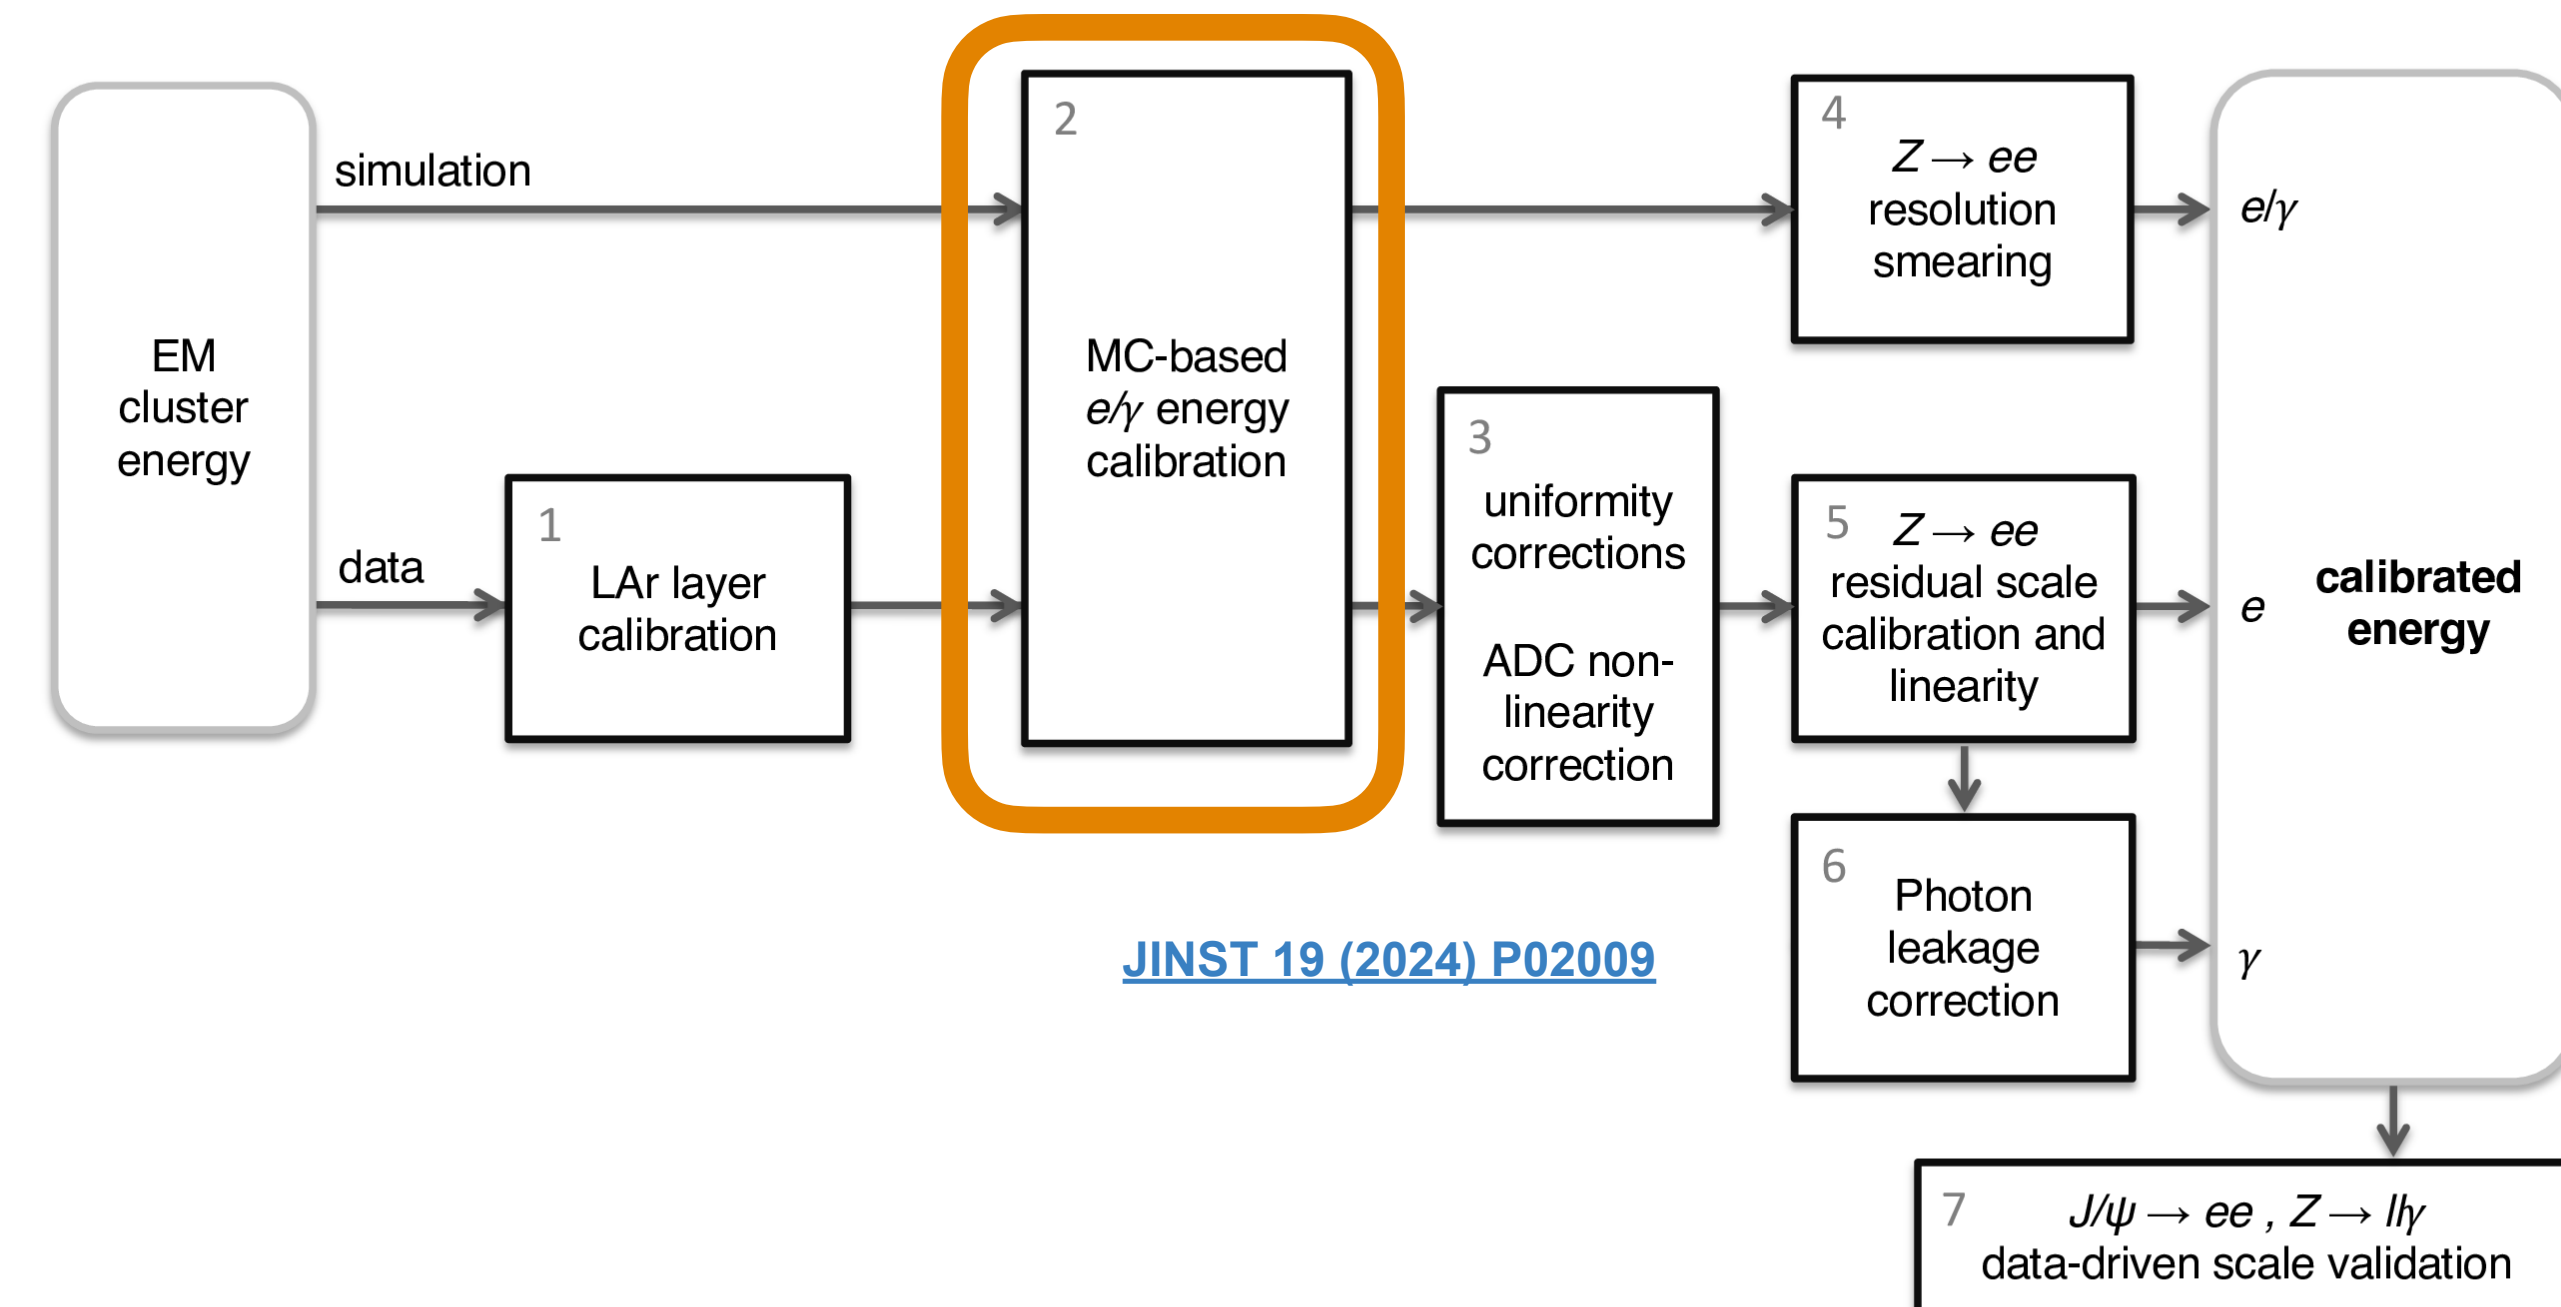 EM
cluster
energy
simulation
data
1
LAr layer
calibration
2
MC-based
e/γ energy
calibration
3
uniformity
corrections
ADC non-
linearity
correction
4
Z → ee
resolution
smearing
5
Z → ee
residual scale
calibration and
linearity
6
Photon
leakage
correction
e/γ
e
γ
calibrated
energy
JINST 19 (2024) P02009
7
J/ψ → ee , Z → llγ
data-driven scale validation